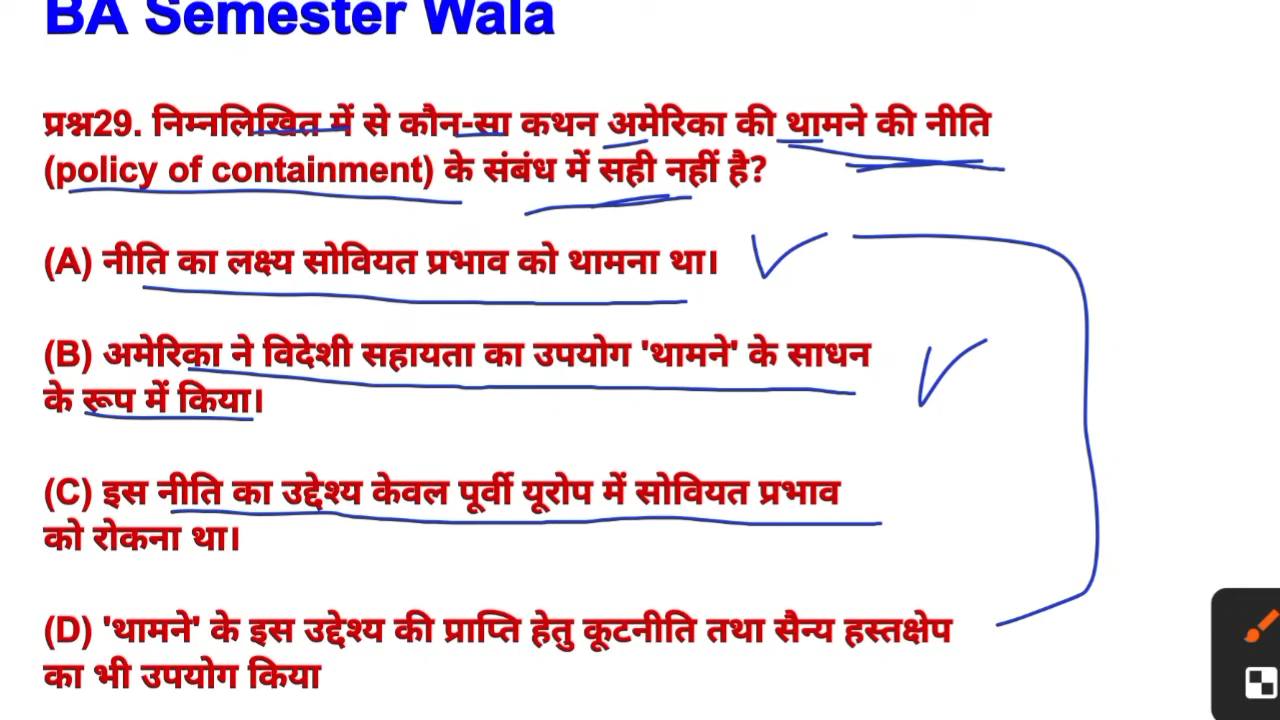 BA Semester Wala
प्रश्न29. निम्नलिखित में से कौन-सा कथन अमेरिका की थामने की नीति
(policy of containment) के संबंध में सही नहीं है?
(A) नीति का लक्ष्य सोवियत प्रभाव को थामना था।
(B) अमेरिका ने विदेशी सहायता का उपयोग 'थामने' के साधन
के रूप में किया।
(C) इस नीति का उद्देश्य केवल पूर्वी यूरोप में सोवियत प्रभाव
को रोकना था।
(D) 'थामने' के इस उद्देश्य की प्राप्ति हेतु कूटनीति तथा सैन्य हस्तक्षेप
का भी उपयोग किया